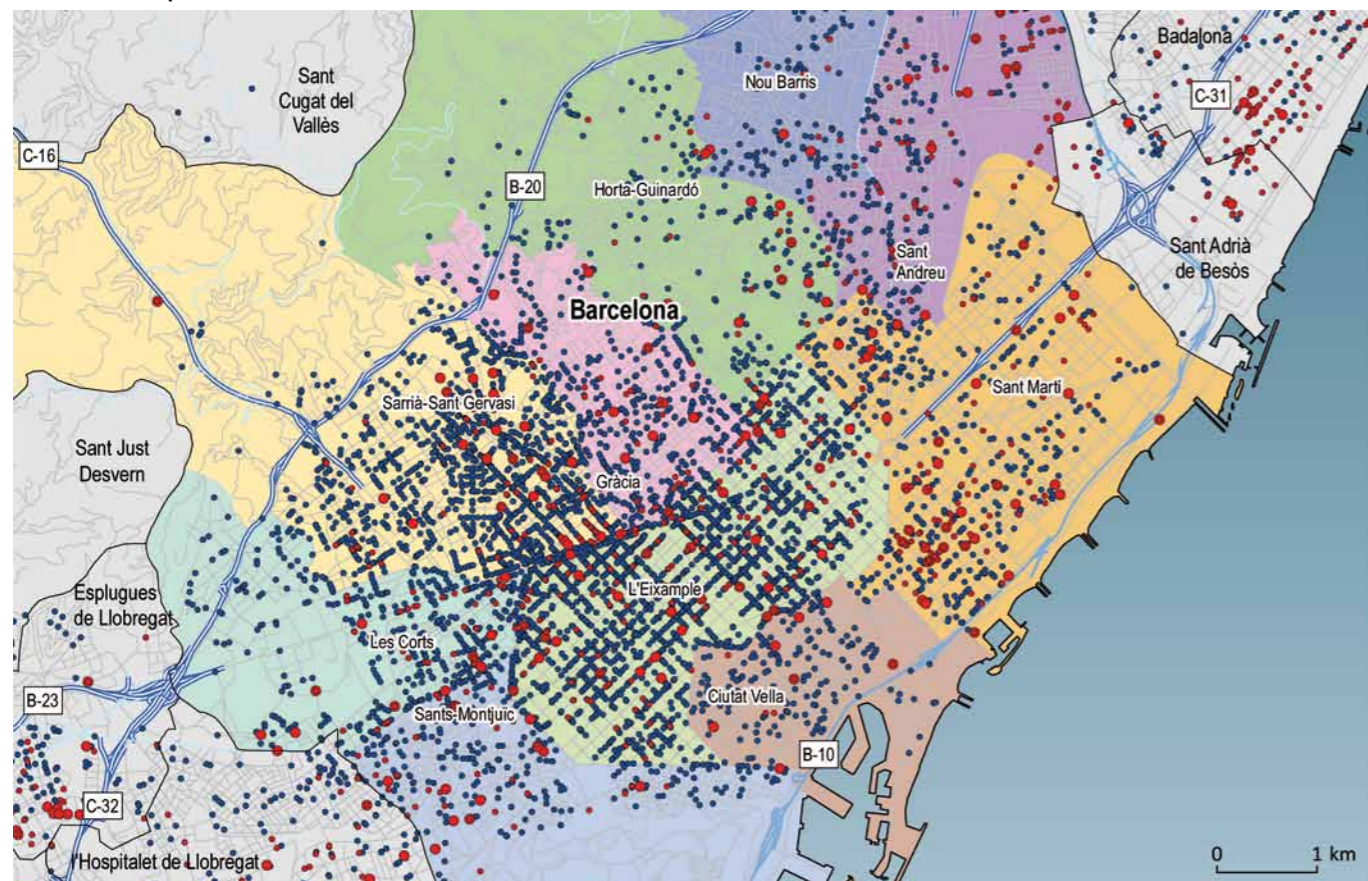 Badalona
Sant
Cugat del
Vallès
Nou Barris
C-31
C-16
B-20
Horta-Guinardó
Sant
Andreu
Sant Adrià
de Besòs
Barcelona
Sant Martí
Sarrià-Sant Gervasi
Sant Just
Desvern
Gràcia
L'Eixample
Esplugues
de Llobregat
Les Corts
B-23
Ciutat Vella
Sants-Montjuïc
B-10
C-32
l'Hospitalet de Llobregat
0 1 km